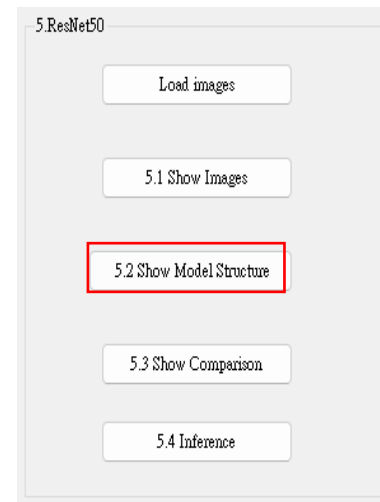 5.ResNet50
Load images
5.1 Show Images
5.2 Show Model Structure
5.3 Show Comparison
5.4 Inference